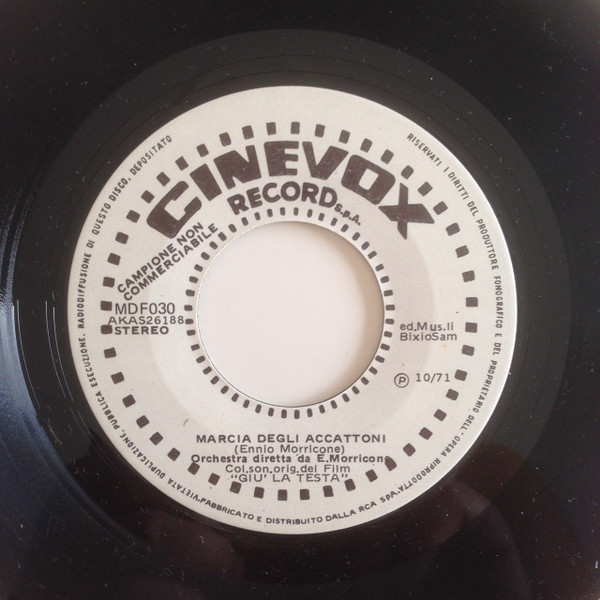 CINEVOX
RECORD S.p.A.
CAMPIONE NON
COMMERCIABILE
MDF030
AKAS26188
STEREO
ed.Mus.li
BixioSam
Ⓟ 10/71
MARCIA DEGLI ACCATTONI
(Ennio Morricone)
Orchestra diretta da E.Morricone
Col.son.orig.del Film
"GIU' LA TESTA"
RISERVATI I DIRITTI DEL PRODUTTORE FONOGRAFICO E DEL PROPRIETARIO DELL'OPERA RIPRODOTTA. VIETATA DUPLICAZIONE, PUBBLICA ESECUZIONE, RADIODIFFUSIONE DI QUESTO DISCO. DEPOSITATO
FABBRICATO E DISTRIBUITO DALLA RCA SPA